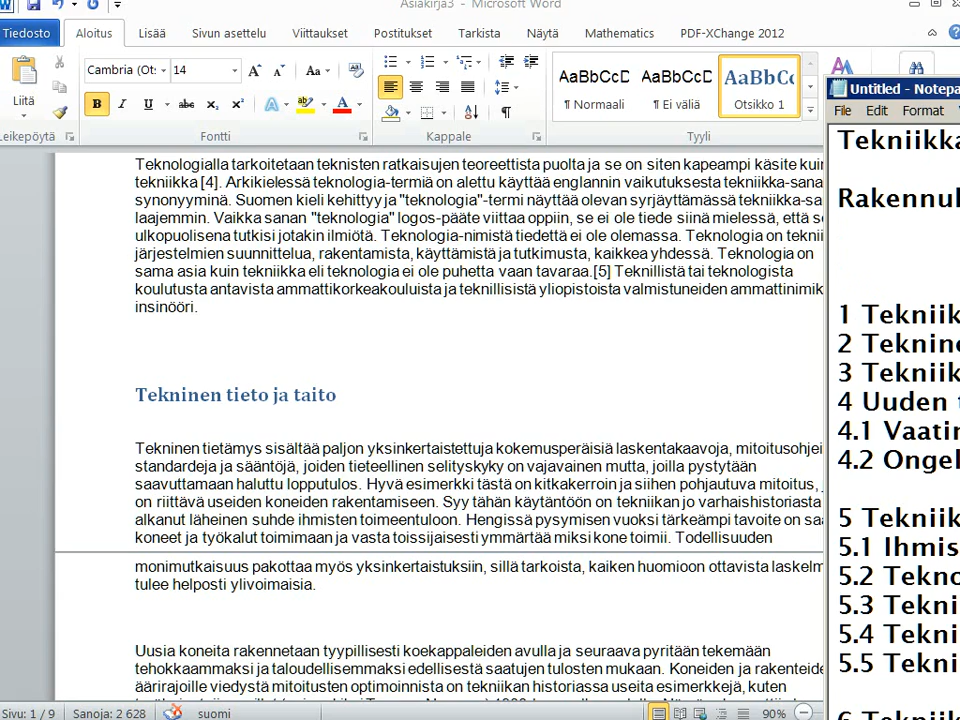 Asiakirja3 - Microsoft Word
Tiedosto Aloitus Lisää Sivun asettelu Viittaukset Postitukset Tarkista Näytä Mathematics PDF-XChange 2012
Liitä
Cambria (Ot: 14
AaBbCcD AaBbCcD AaBbCc
¶ Normaali ¶ Ei väliä Otsikko 1
Leikepöytä Fontti Kappale Tyyli
Untitled - Notepa
File Edit Format
Teknologialla tarkoitetaan teknisten ratkaisujen teoreettista puolta ja se on siten kapeampi käsite kuin
tekniikka [4]. Arkikielessä teknologia-termiä on alettu käyttää englannin vaikutuksesta tekniikka-sana
synonyyminä. Suomen kieli kehittyy ja "teknologia"-termi näyttää olevan syrjäyttämässä tekniikka-sa
laajemmin. Vaikka sanan "teknologia" logos-pääte viittaa oppiin, se ei ole tiede siinä mielessä, että se
ulkopuolisena tutkisi jotakin ilmiötä. Teknologia-nimistä tiedettä ei ole olemassa. Teknologia on teknii
järjestelmien suunnittelua, rakentamista, käyttämistä ja tutkimusta, kaikkea yhdessä. Teknologia on
sama asia kuin tekniikka eli teknologia ei ole puhetta vaan tavaraa.[5] Teknillistä tai teknologista
koulutusta antavista ammattikorkeakouluista ja teknillisistä yliopistoista valmistuneiden ammattinimik
insinööri.
Tekninen tieto ja taito
Tekninen tietämys sisältää paljon yksinkertaistettuja kokemusperäisiä laskentakaavoja, mitoitusohjei
standardeja ja sääntöjä, joiden tieteellinen selityskyky on vajavainen mutta, joilla pystytään
saavuttamaan haluttu lopputulos. Hyvä esimerkki tästä on kitkakerroin ja siihen pohjautuva mitoitus, j
on riittävä useiden koneiden rakentamiseen. Syy tähän käytäntöön on tekniikan jo varhaishistoriasta
alkanut läheinen suhde ihmisten toimeentuloon. Hengissä pysymisen vuoksi tärkeämpi tavoite on saa
koneet ja työkalut toimimaan ja vasta toissijaisesti ymmärtää miksi kone toimii. Todellisuuden
monimutkaisuus pakottaa myös yksinkertaistuksiin, sillä tarkoista, kaiken huomioon ottavista laskelm
tulee helposti ylivoimaisia.
Uusia koneita rakennetaan tyypillisesti koekappaleiden avulla ja seuraava pyritään tekemään
tehokkaammaksi ja taloudellisemmaksi edellisestä saatujen tulosten mukaan. Koneiden ja rakenteide
äärirajoille viedystä mitoitusten optimoinnista on tekniikan historiassa useita esimerkkejä, kuten
Tekniikka
Rakennul
1 Tekniik
2 Teknine
3 Tekniik
4 Uuden t
4.1 Vaatin
4.2 Ongel
5 Tekniik
5.1 Ihmis
5.2 Tekno
5.3 Tekni
5.4 Tekni
5.5 Tekni
6 Tekniik
Sivu: 1 / 9 Sanoja: 2 628 suomi 90%